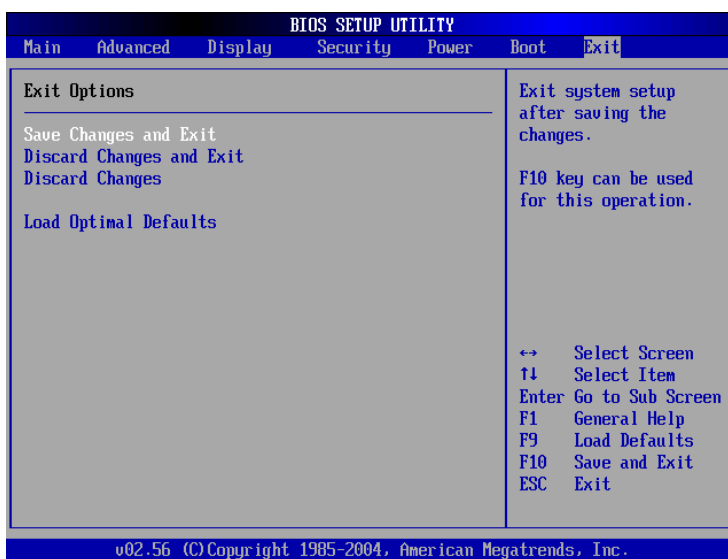 BIOS SETUP UTILITY
Main Advanced Display Security Power Boot Exit
Exit Options
Save Changes and Exit
Discard Changes and Exit
Discard Changes
Load Optimal Defaults
Exit system setup
after saving the
changes.
F10 key can be used
for this operation.
↔ Select Screen
↑↓ Select Item
Enter Go to Sub Screen
F1 General Help
F9 Load Defaults
F10 Save and Exit
ESC Exit
v02.56 (C)Copyright 1985-2004, American Megatrends, Inc.